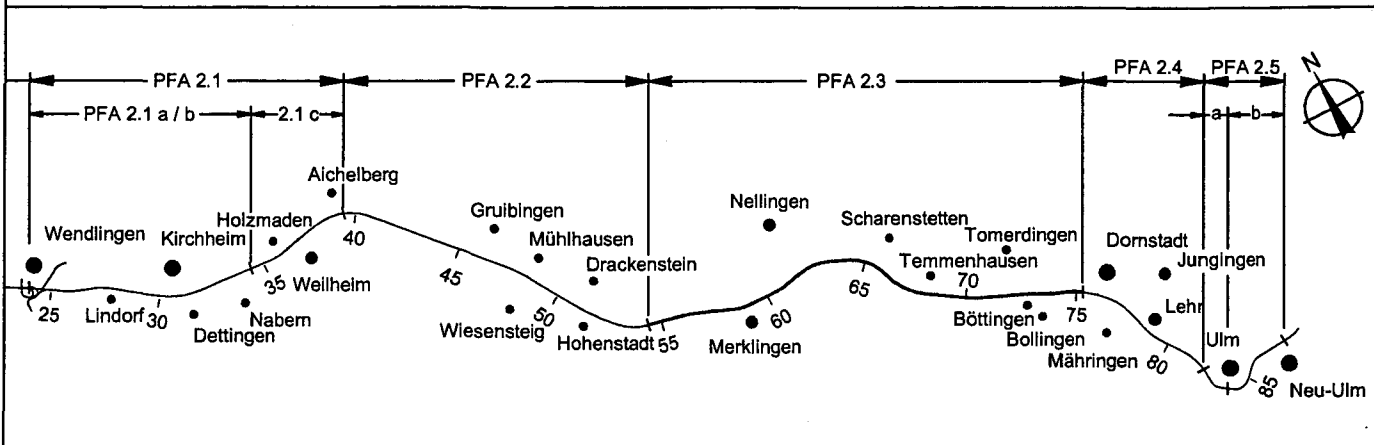 PFA 2.1
PFA 2.2
PFA 2.3
PFA 2.4
PFA 2.5
N
PFA 2.1 a / b
2.1 c
a
b
Aichelberg
Holzmaden
Wendlingen
Kirchheim
Gruibingen
Mühlhausen
Drackenstein
Nellingen
Scharenstetten
Tomerdingen
Temmenhausen
Dornstadt
Jungingen
Weilheim
Lindorf
Dettingen
Nabern
Wiesensteig
Hohenstadt
Merklingen
Böttingen
Bollingen
Mähringen
Lehr
Ulm
Neu-Ulm
25
30
35
40
45
50
55
60
65
70
75
80
85